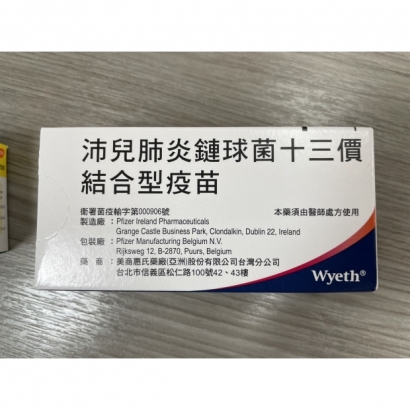 沛兒肺炎鏈球菌十三價
結合型疫苗
衛署菌疫輸字第000906號 本藥須由醫師處方使用
製造廠：Pfizer Ireland Pharmaceuticals
Grange Castle Business Park, Clondalkin, Dublin 22, Ireland
包裝廠：Pfizer Manufacturing Belgium N.V.
Rijksweg 12, B-2870, Puurs, Belgium
藥　商：美商惠氏藥廠(亞洲)股份有限公司台灣分公司
台北市信義區松仁路100號42、43樓
Wyeth®